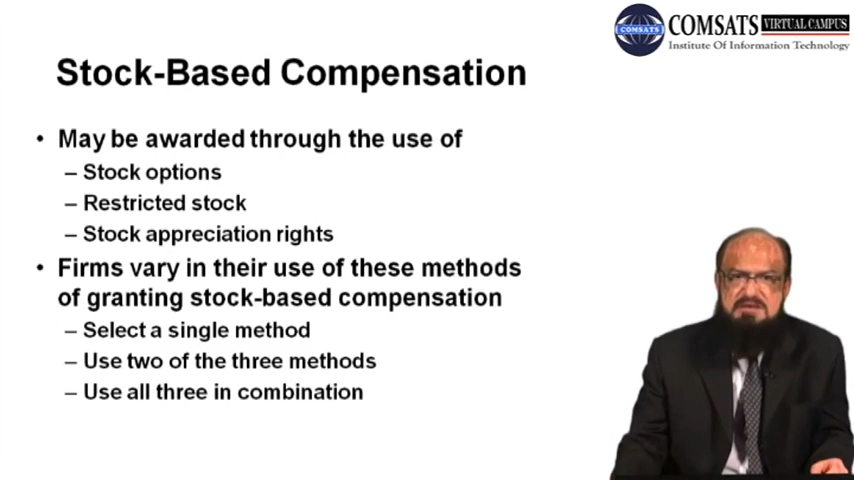 COMSATS
COMSATS VIRTUAL CAMPUS
Institute Of Information Technology
Stock-Based Compensation
• May be awarded through the use of
– Stock options
– Restricted stock
– Stock appreciation rights
• Firms vary in their use of these methods
of granting stock-based compensation
– Select a single method
– Use two of the three methods
– Use all three in combination